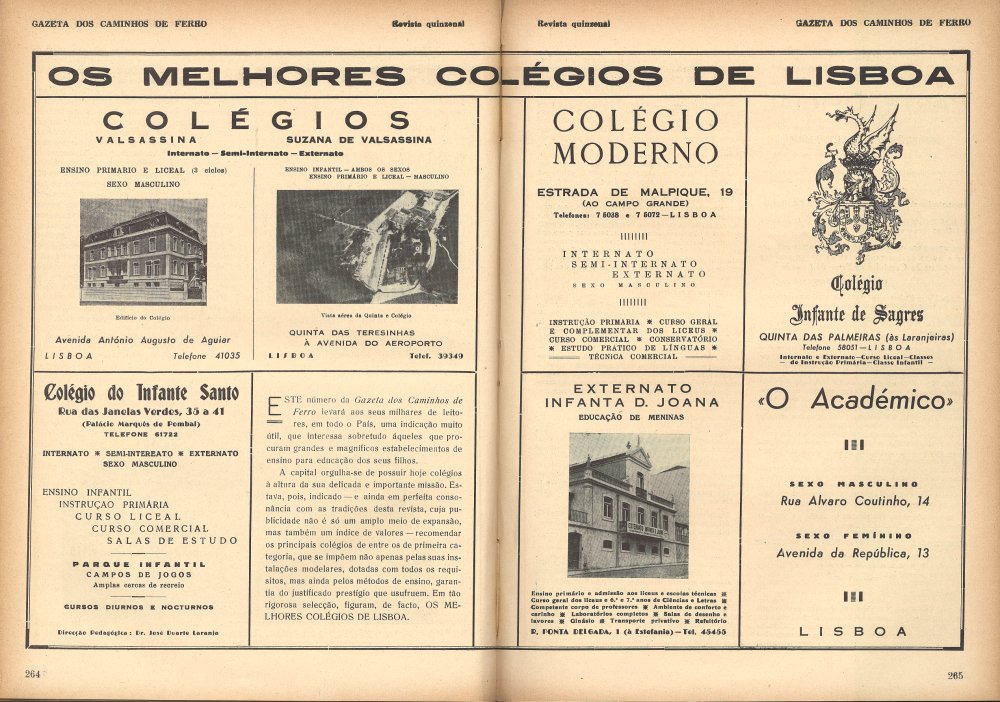 GAZETA DOS CAMINHOS DE FERRO
Revista quinzenal
Revista quinzenal
GAZETA DOS CAMINHOS DE FERRO
OS MELHORES COLÉGIOS DE LISBOA
COLÉGIOS
VALSASSINA
SUZANA DE VALSASSINA
Internato — Semi-Internato — Externato
ENSINO PRIMARIO E LICEAL (3 ciclos)
SEXO MASCULINO
Edifício do Colégio
Avenida António Augusto de Aguiar
LISBOA Telefone 41035
ENSINO INFANTIL — AMBOS OS SEXOS
ENSINO PRIMÁRIO E LICEAL — MASCULINO
Vista aérea da Quinta e Colégio
QUINTA DAS TERESINHAS
À AVENIDA DO AEROPORTO
LISBOA Telef. 39349
Colégio do Infante Santo
Rua das Janelas Verdes, 35 a 41
(Palácio Marquês de Pombal)
TELEFONE 61722
INTERNATO ✷ SEMI-INTEREATO ✷ EXTERNATO
SEXO MASCULINO
ENSINO INFANTIL
INSTRUÇAO PRIMÁRIA
CURSO LICEAL
CURSO COMERCIAL
SALAS DE ESTUDO
PARQUE INFANTIL
CAMPOS DE JOGOS
Amplas cercas de recreio
CURSOS DIURNOS E NOCTURNOS
Direcção Pedagógica: Dr. José Duarte Laranjo
ESTE número da Gazeta dos Caminhos de
Ferro levará aos seus milhares de leito-
res, em todo o País, uma indicação muito
útil, que interessa sobretudo áqueles que pro-
curam grandes e magníficos estabelecimentos de
ensino para educação dos seus filhos.
A capital orgulha-se de possuir hoje colégios
à altura da sua delicada e importante missão. Es-
tava, pois, indicado — e ainda em perfeita conso-
nância com as tradições desta revista, cuja pu-
blicidade não é só um amplo meio de expansão,
mas também um índice de valores — recomendar
os principais colégios de entre os de primeira ca-
tegoria, que se impõem não apenas pelas suas ins-
talações modelares, dotadas com todos os requi-
sitos, mas ainda pelos métodos de ensino, garan-
tia do justificado prestígio que usufruem. Em tão
rigorosa selecção, figuram, de facto, OS ME-
LHORES COLÉGIOS DE LISBOA.
COLÉGIO
MODERNO
ESTRADA DE MALPIQUE, 19
(AO CAMPO GRANDE)
Telefones: 7 5038 e 7 5072 — LISBOA
INTERNATO
SEMI-INTERNATO
EXTERNATO
SEXO MASCULINO
INSTRUÇÃO PRIMARIA ✷ CURSO GERAL
E COMPLEMENTAR DOS LICEUS ✷
CURSO COMERCIAL ✷ CONSERVATÓRIO
✷ ESTUDO PRATICO DE LÍNGUAS ✷
TÉCNICA COMERCIAL
Colégio
Infante de Sagres
QUINTA DAS PALMEIRAS (às Laranjeiras)
Telefone 58051 — LISBOA
Internato e Externato—Curso Liceal—Classes
— de Instrução Primária—Classe Infantil —
EXTERNATO
INFANTA D. JOANA
EDUCAÇÃO DE MENINAS
Ensino primário e admissão aos liceus e escolas técnicas ✷
Curso geral dos liceus e 6.º e 7.º anos de Ciências e Letras ✷
Competente corpo de professores ✷ Ambiente de conforto e
carinho ✷ Laboratórios completos ✷ Salas de desenho e
lavores ✷ Ginásio ✷ Transporte privativo ✷ Refeitório
R. PONTA DELGADA, 1 (à Estefania) — Tel. 45455
«O Académico»
SEXO MASCULINO
Rua Alvaro Coutinho, 14
SEXO FEMÍNINO
Avenida da República, 13
LISBOA
264
265